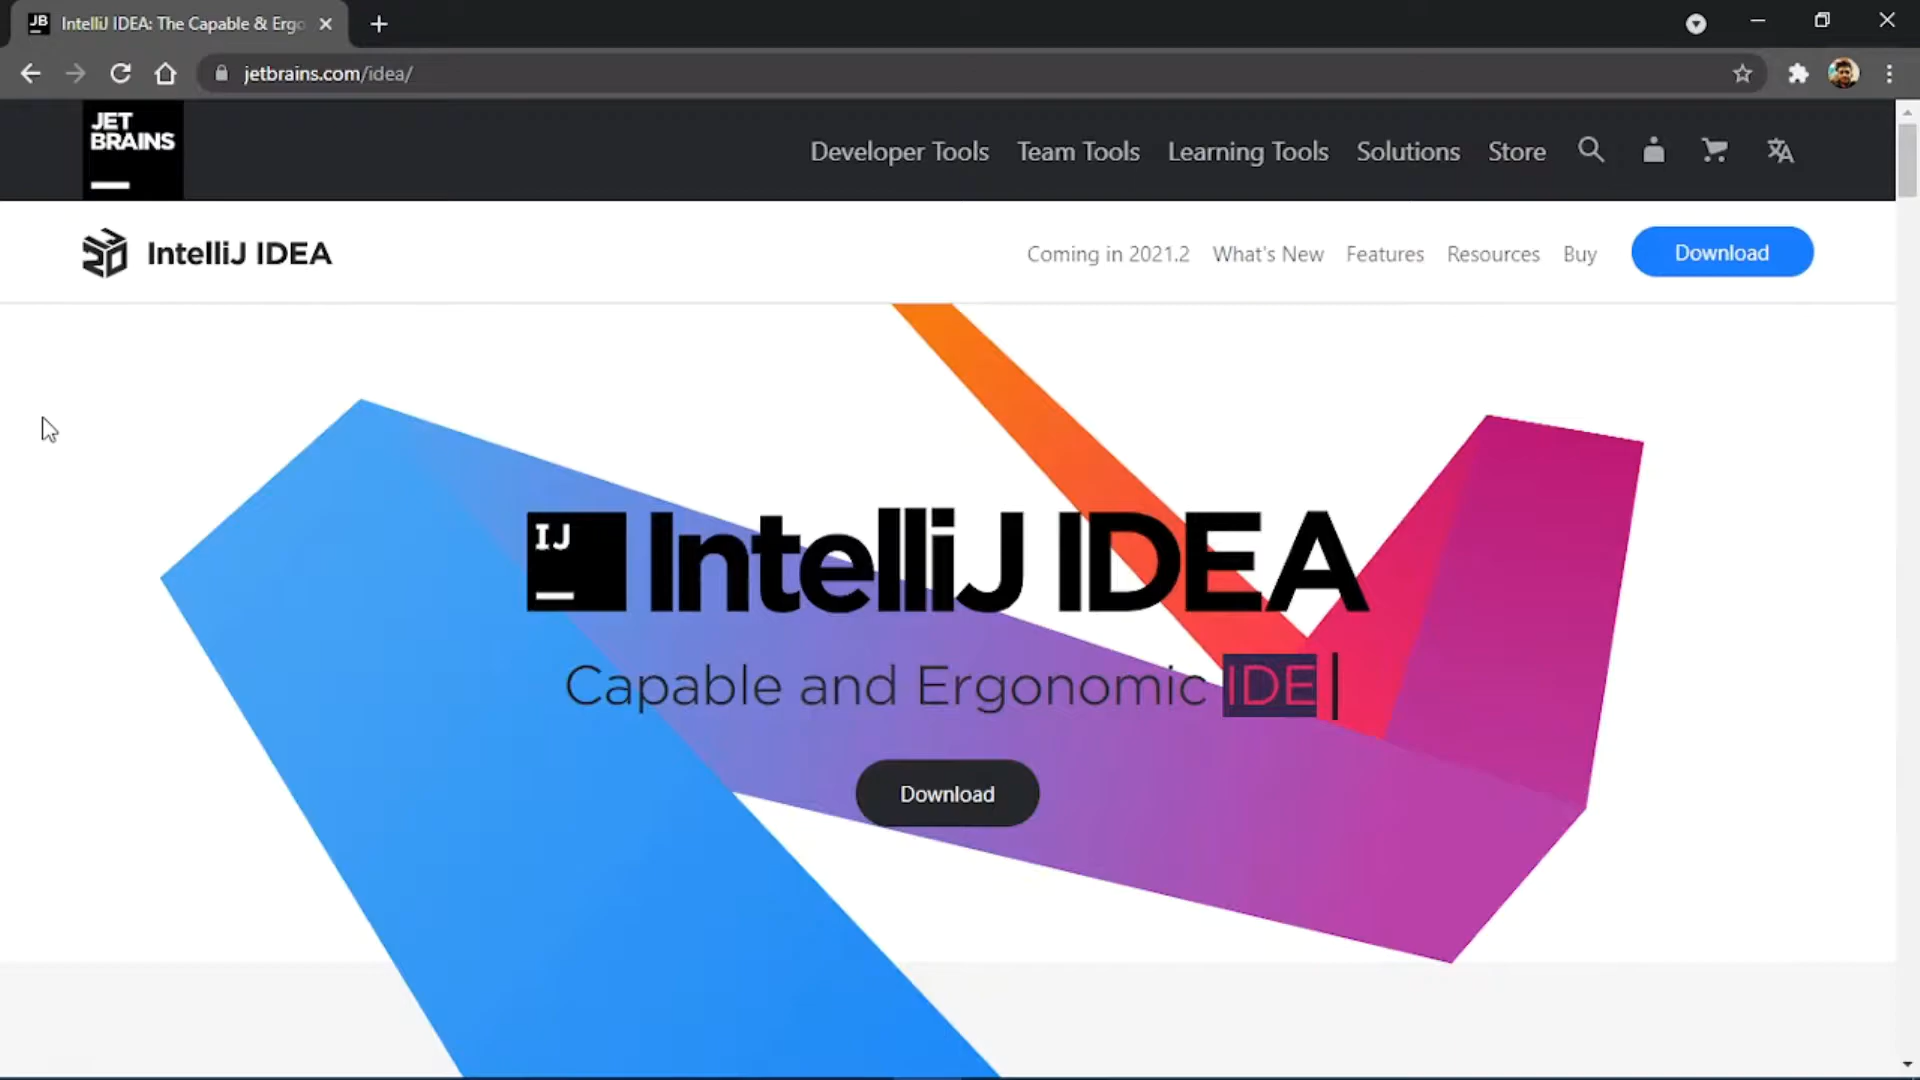 JB IntelliJ IDEA: The Capable & Ergo
jetbrains.com/idea/
JET
BRAINS
Developer Tools Team Tools Learning Tools Solutions Store
IntelliJ IDEA
Coming in 2021.2 What's New Features Resources Buy Download
IJ IntelliJ IDEA
Capable and Ergonomic IDE
Download